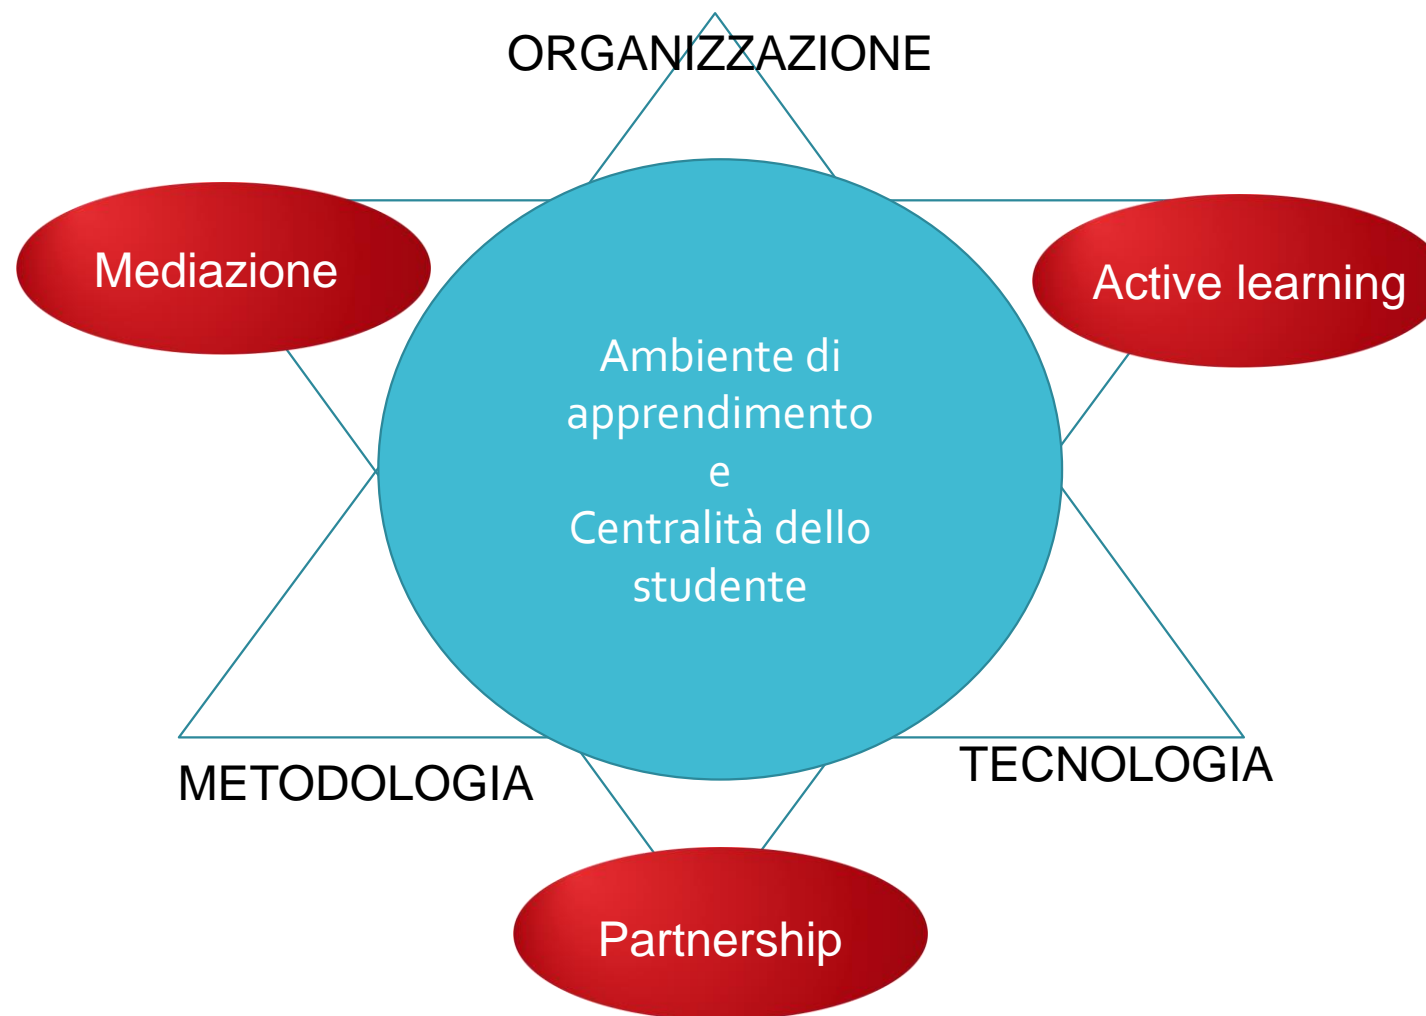 ORGANIZZAZIONE
Mediazione
Active learning
Ambiente di
apprendimento
e
Centralità dello
studente
METODOLOGIA
TECNOLOGIA
Partnership